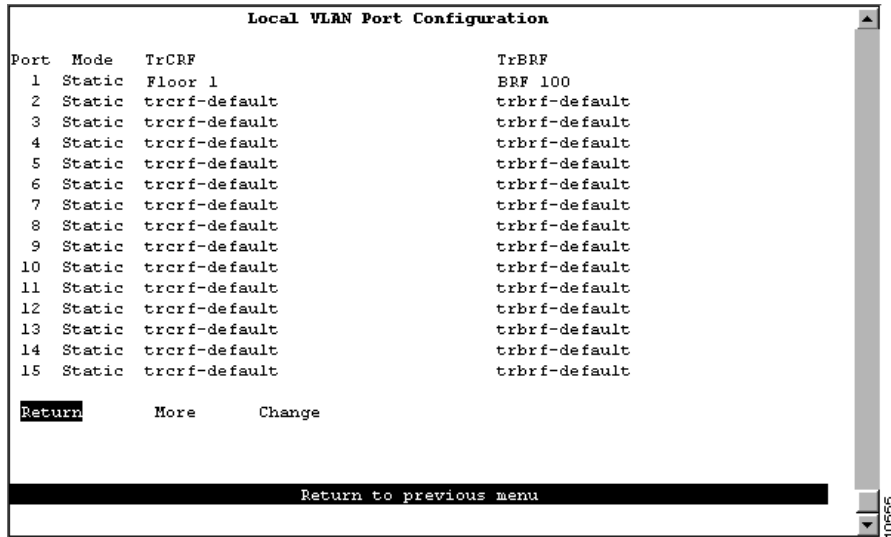 Local VLAN Port Configuration
Port Mode TrCRF TrBRF
1 Static Floor 1 BRF 100
2 Static trcrf-default trbrf-default
3 Static trcrf-default trbrf-default
4 Static trcrf-default trbrf-default
5 Static trcrf-default trbrf-default
6 Static trcrf-default trbrf-default
7 Static trcrf-default trbrf-default
8 Static trcrf-default trbrf-default
9 Static trcrf-default trbrf-default
10 Static trcrf-default trbrf-default
11 Static trcrf-default trbrf-default
12 Static trcrf-default trbrf-default
13 Static trcrf-default trbrf-default
14 Static trcrf-default trbrf-default
15 Static trcrf-default trbrf-default
Return More Change
Return to previous menu